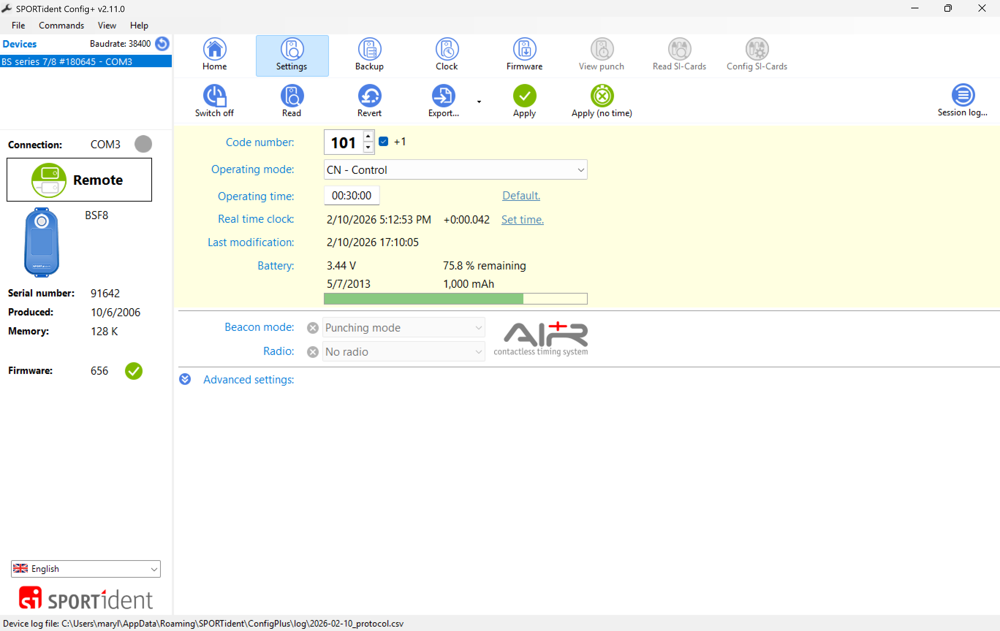 SPORTident Config+ v2.11.0
File Commands View Help
Devices Baudrate: 38400
BS series 7/8 #180645 - COM3
Home Settings Backup Clock Firmware View punch Read SI-Cards Config SI-Cards
Switch off Read Revert Export... Apply Apply (no time) Session log...
Connection: COM3
Remote
BSF8
SPORTident
Serial number: 91642
Produced: 10/6/2006
Memory: 128 K
Firmware: 656
Code number: 101 +1
Operating mode: CN - Control
Operating time: 00:30:00 Default.
Real time clock: 2/10/2026 5:12:53 PM +0:00.042 Set time.
Last modification: 2/10/2026 17:10:05
Battery: 3.44 V 75.8 % remaining
5/7/2013 1,000 mAh
Beacon mode: Punching mode
Radio: No radio
AIR+
contactless timing system
Advanced settings:
English
si SPORTident
Device log file: C:\Users\maryl\AppData\Roaming\SPORTident\ConfigPlus\log\2026-02-10_protocol.csv